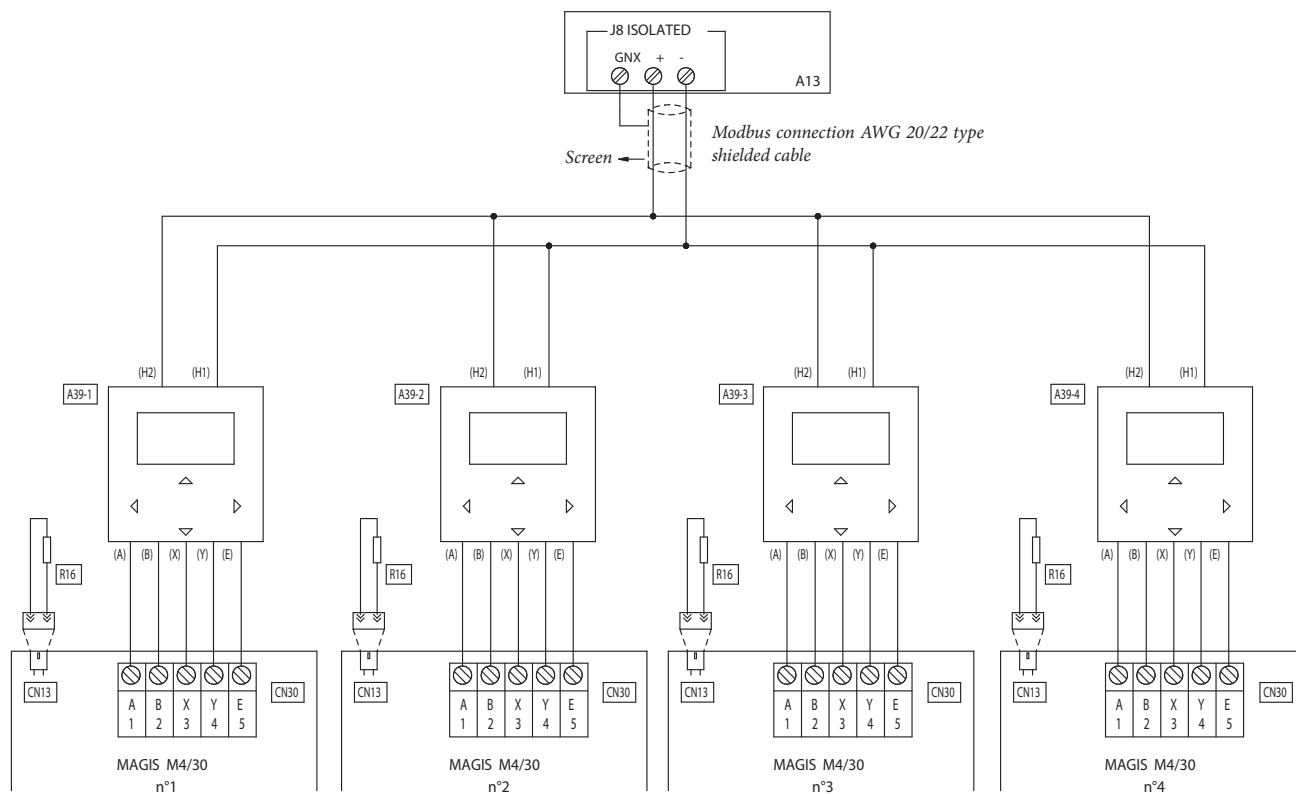 J8 ISOLATED
GNX + -
A13
Modbus connection AWG 20/22 type
shielded cable
Screen
(H2) (H1) (H2) (H1) (H2) (H1) (H2) (H1)
A39-1 A39-2 A39-3 A39-4
(A) (B) (X) (Y) (E) (A) (B) (X) (Y) (E) (A) (B) (X) (Y) (E) (A) (B) (X) (Y) (E)
R16 R16 R16 R16
CN13 CN30 CN13 CN30 CN13 CN30 CN13 CN30
A B X Y E A B X Y E A B X Y E A B X Y E
1 2 3 4 5 1 2 3 4 5 1 2 3 4 5 1 2 3 4 5
MAGIS M4/30 MAGIS M4/30 MAGIS M4/30 MAGIS M4/30
n°1 n°2 n°3 n°4